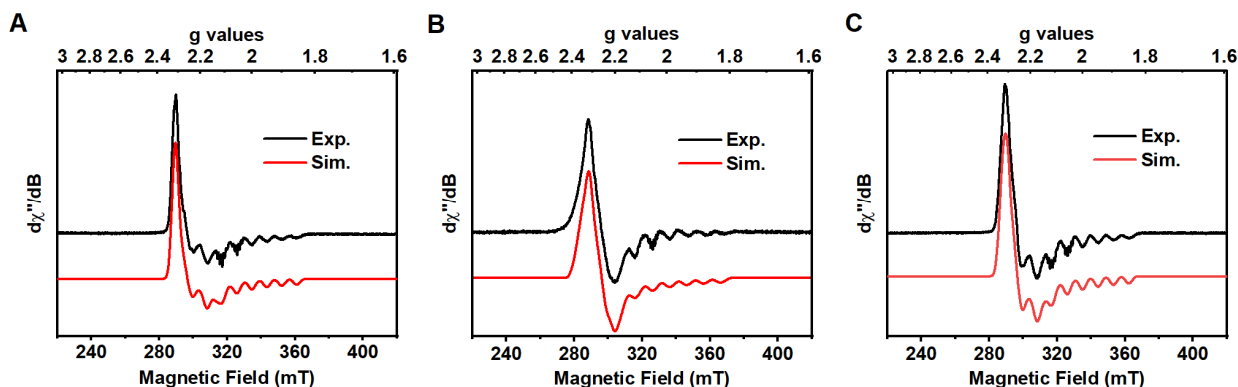 A
g values
3 2.8 2.6 2.4 2.2 2 1.8 1.6
Exp.
Sim.
dχ''/dB
240 280 320 360 400
Magnetic Field (mT)
B
g values
3 2.8 2.6 2.4 2.2 2 1.8 1.6
Exp.
Sim.
dχ''/dB
240 280 320 360 400
Magnetic Field (mT)
C
g values
3 2.8 2.6 2.4 2.2 2 1.8 1.6
Exp.
Sim.
dχ''/dB
240 280 320 360 400
Magnetic Field (mT)